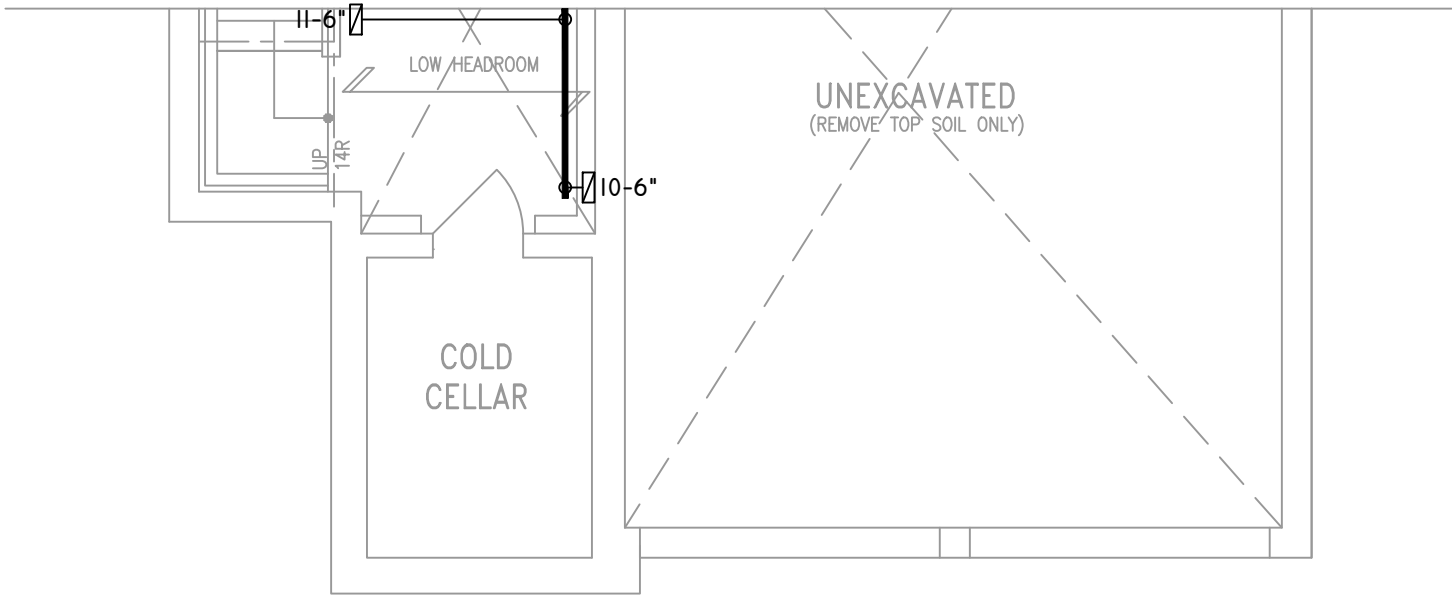 11-6"
LOW HEADROOM
UNEXCAVATED
(REMOVE TOP SOIL ONLY)
UP
14R
10-6"
COLD
CELLAR